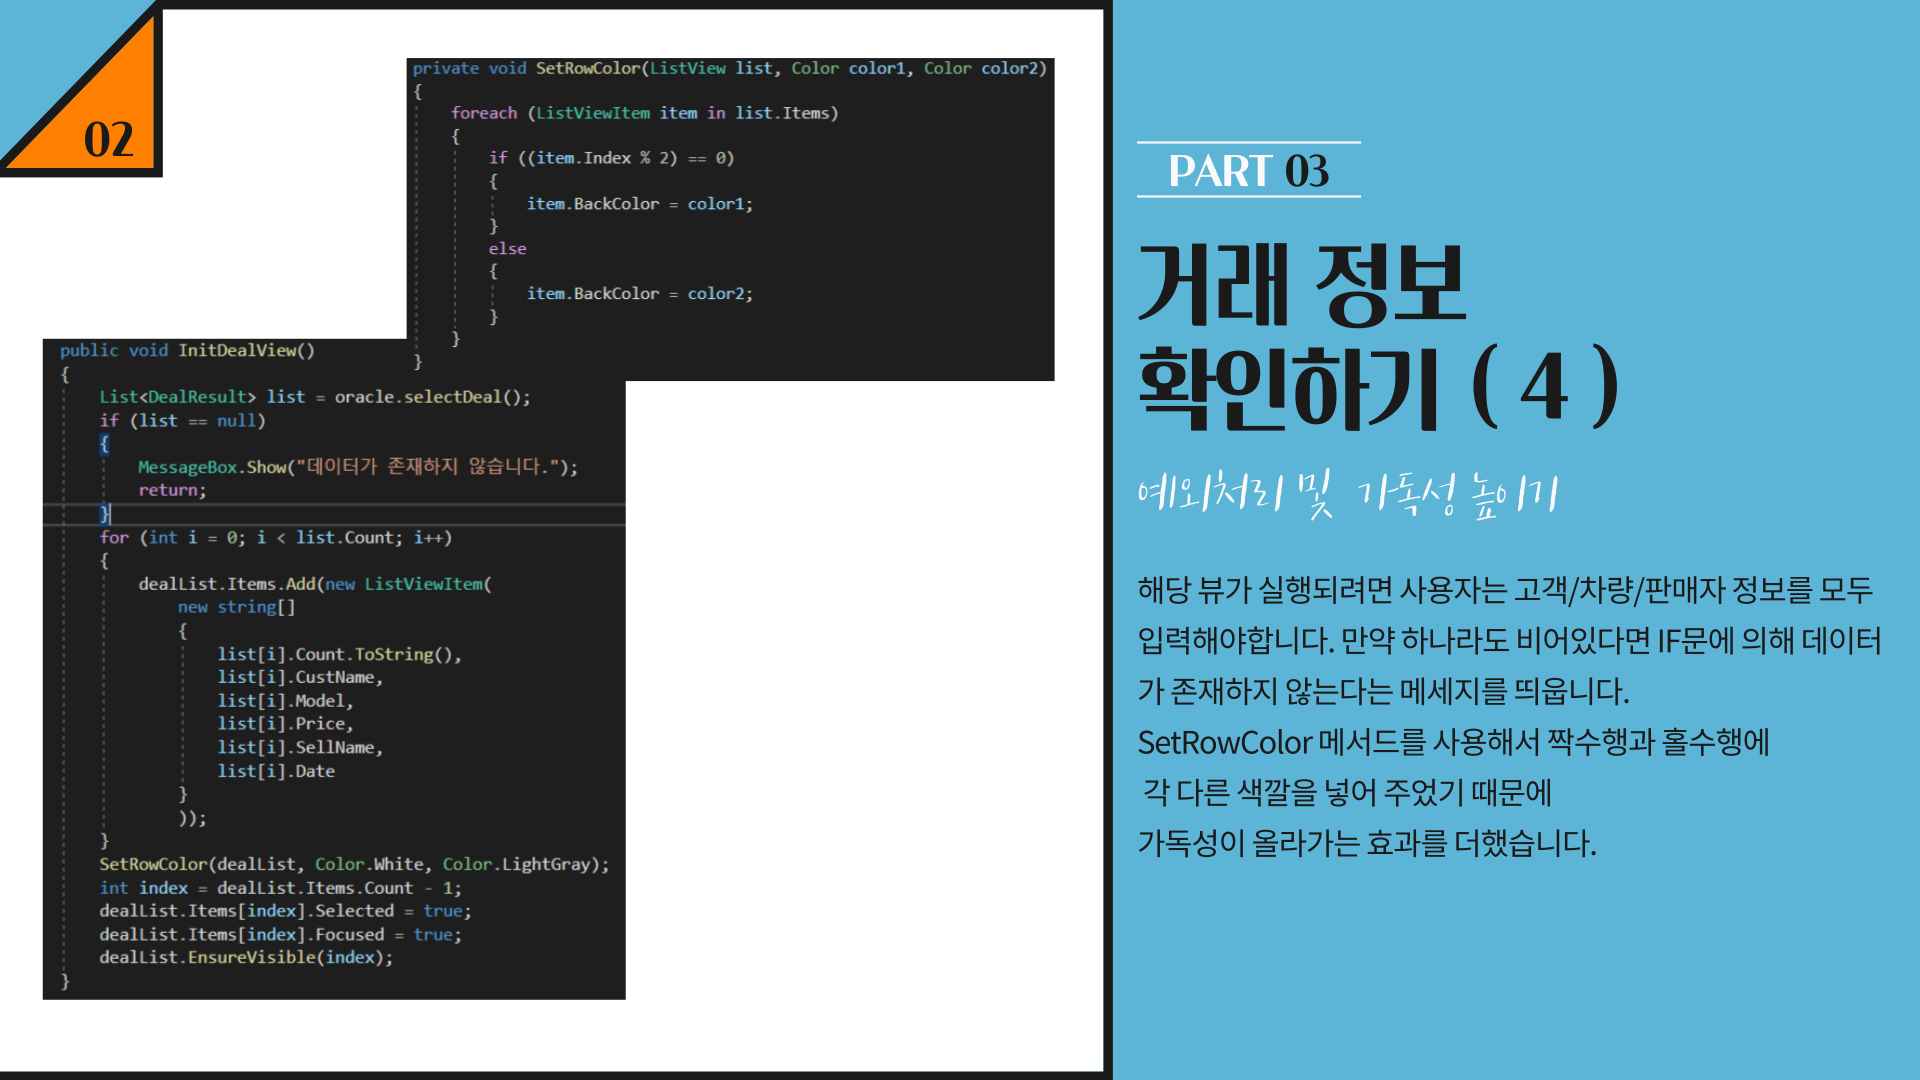 02
private void SetRowColor(ListView list, Color color1, Color color2)
{
foreach (ListViewItem item in list.Items)
{
if ((item.Index % 2) == 0)
{
item.BackColor = color1;
}
else
{
item.BackColor = color2;
}
}
}
public void InitDealView()
{
List<DealResult> list = oracle.selectDeal();
if (list == null)
{
MessageBox.Show("데이터가 존재하지 않습니다.");
return;
}
for (int i = 0; i < list.Count; i++)
{
dealList.Items.Add(new ListViewItem(
new string[]
{
list[i].Count.ToString(),
list[i].CustName,
list[i].Model,
list[i].Price,
list[i].SellName,
list[i].Date
}
));
}
SetRowColor(dealList, Color.White, Color.LightGray);
int index = dealList.Items.Count - 1;
dealList.Items[index].Selected = true;
dealList.Items[index].Focused = true;
dealList.EnsureVisible(index);
}
PART 03
거래 정보
확인하기 ( 4 )
예외처리 및 가독성 높이기
해당 뷰가 실행되려면 사용자는 고객/차량/판매자 정보를 모두
입력해야합니다. 만약 하나라도 비어있다면 IF문에 의해 데이터
가 존재하지 않는다는 메세지를 띄웁니다.
SetRowColor 메서드를 사용해서 짝수행과 홀수행에
각 다른 색깔을 넣어 주었기 때문에
가독성이 올라가는 효과를 더했습니다.